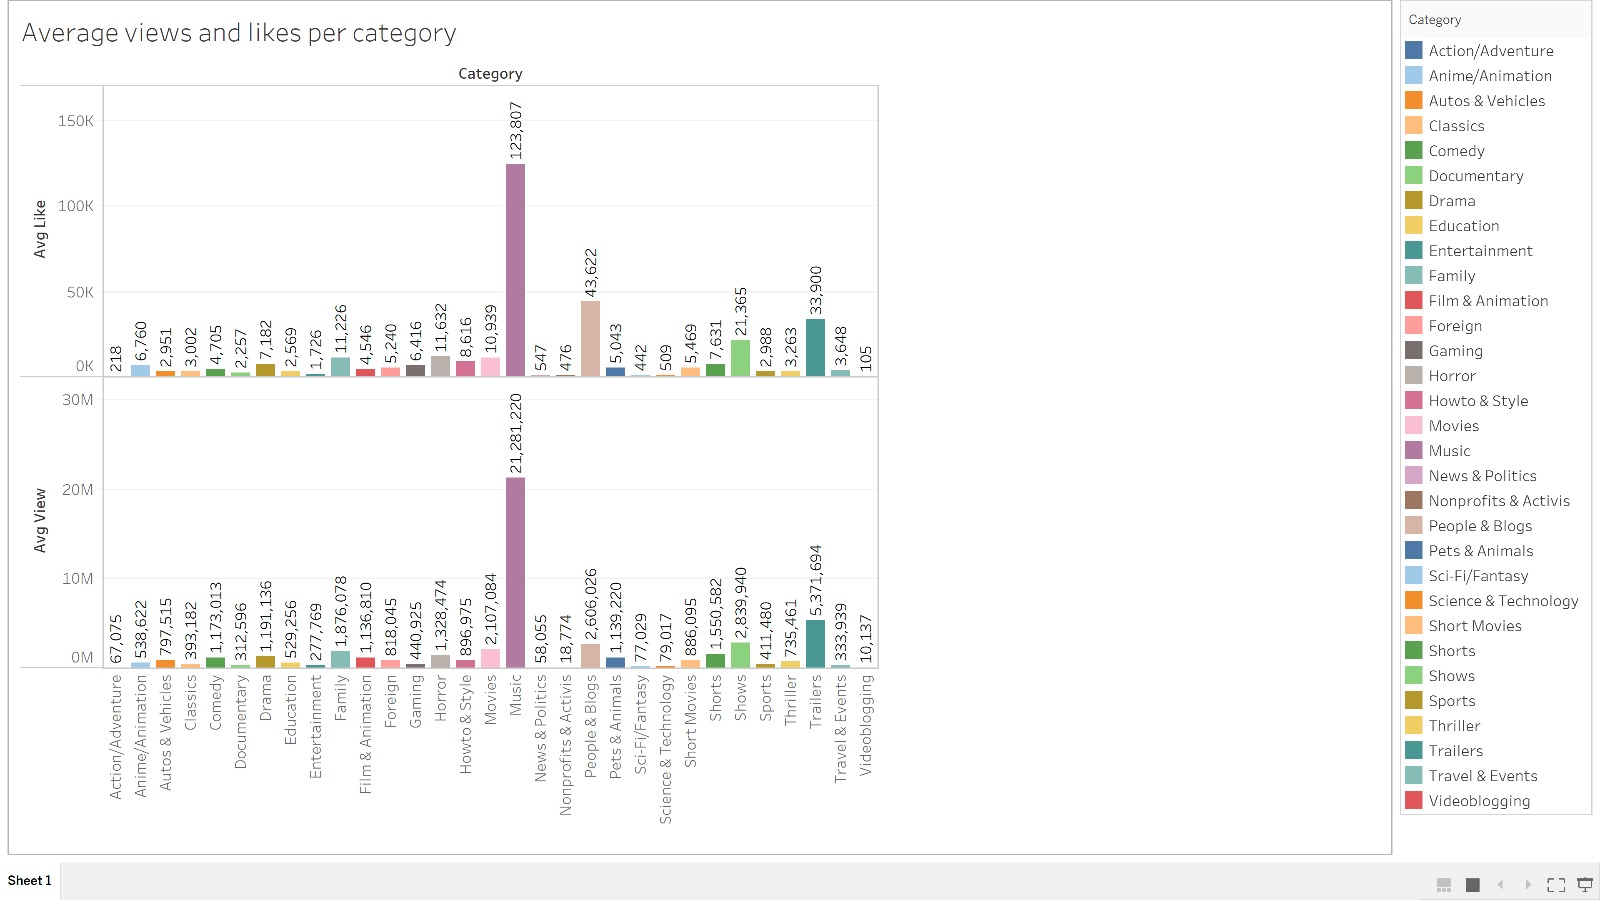 Average views and likes per category
Category
Avg Like
150K
100K
50K
0K
218
6,760
2,951
3,002
4,705
2,257
7,182
2,569
1,726
11,226
4,546
5,240
6,416
11,632
8,616
10,939
123,807
547
476
43,622
5,043
442
509
5,469
7,631
21,365
2,988
3,263
33,900
3,648
105
Avg View
30M
20M
10M
0M
67,075
538,622
797,515
393,182
1,173,013
312,596
1,191,136
529,256
277,769
1,876,078
1,136,810
818,045
440,925
1,328,474
896,975
2,107,084
21,281,220
58,055
18,774
2,606,026
1,139,220
77,029
79,017
886,095
1,550,582
2,839,940
411,480
735,461
5,371,694
333,939
10,137
Action/Adventure
Anime/Animation
Autos & Vehicles
Classics
Comedy
Documentary
Drama
Education
Entertainment
Family
Film & Animation
Foreign
Gaming
Horror
Howto & Style
Movies
Music
News & Politics
Nonprofits & Activis
People & Blogs
Pets & Animals
Sci-Fi/Fantasy
Science & Technology
Short Movies
Shorts
Shows
Sports
Thriller
Trailers
Travel & Events
Videoblogging
Category
Action/Adventure
Anime/Animation
Autos & Vehicles
Classics
Comedy
Documentary
Drama
Education
Entertainment
Family
Film & Animation
Foreign
Gaming
Horror
Howto & Style
Movies
Music
News & Politics
Nonprofits & Activis
People & Blogs
Pets & Animals
Sci-Fi/Fantasy
Science & Technology
Short Movies
Shorts
Shows
Sports
Thriller
Trailers
Travel & Events
Videoblogging
Sheet 1